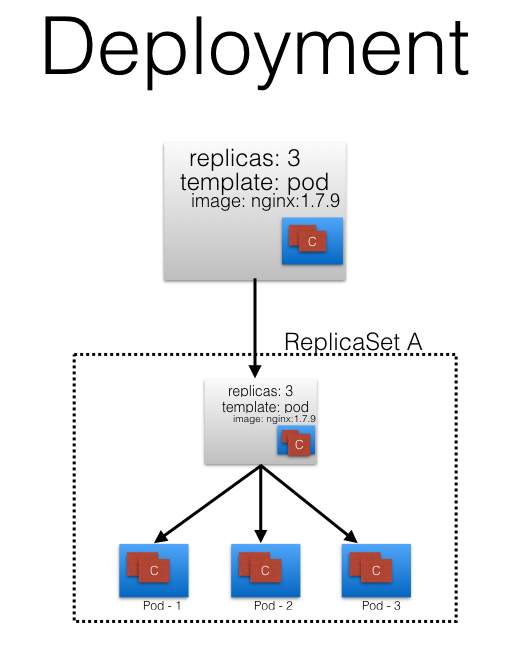 Deployment
replicas: 3
template: pod
image: nginx:1.7.9
C
ReplicaSet A
replicas: 3
template: pod
image: nginx:1.7.9
C
C
C
C
Pod - 1
Pod - 2
Pod - 3